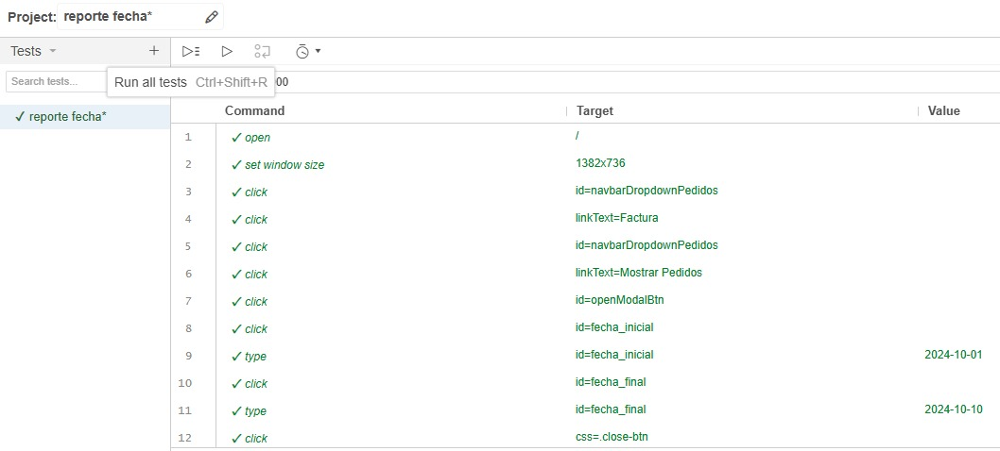 Project: reporte fecha*
Tests
Search tests...
Run all tests Ctrl+Shift+R
00
reporte fecha*
Command Target Value
1 open /
2 set window size 1382x736
3 click id=navbarDropdownPedidos
4 click linkText=Factura
5 click id=navbarDropdownPedidos
6 click linkText=Mostrar Pedidos
7 click id=openModalBtn
8 click id=fecha_inicial
9 type id=fecha_inicial 2024-10-01
10 click id=fecha_final
11 type id=fecha_final 2024-10-10
12 click css=.close-btn